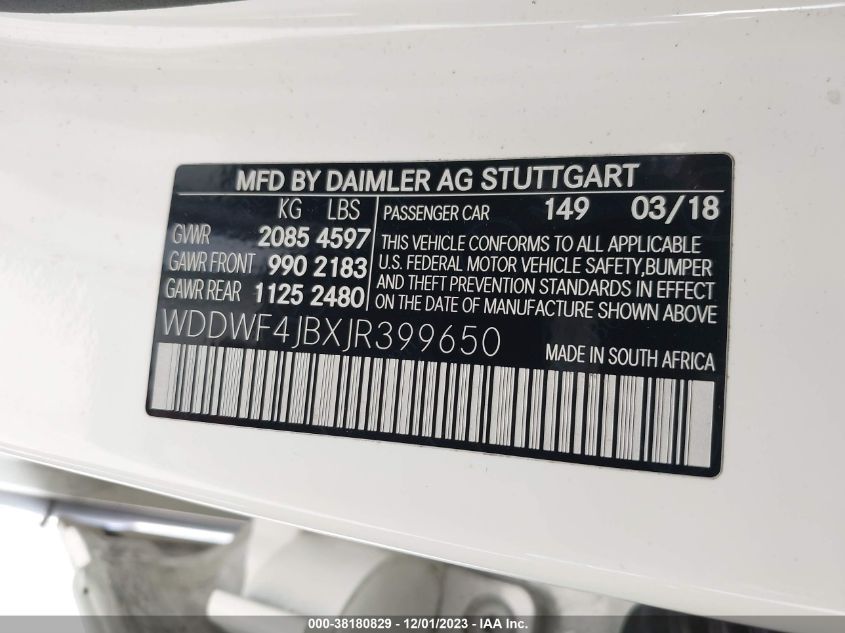 MFD BY DAIMLER AG STUTTGART
KG LBS
GVWR 2085 4597
GAWR FRONT 990 2183
GAWR REAR 1125 2480
PASSENGER CAR 149 03/18
THIS VEHICLE CONFORMS TO ALL APPLICABLE
U.S. FEDERAL MOTOR VEHICLE SAFETY,BUMPER
AND THEFT PREVENTION STANDARDS IN EFFECT
ON THE DATE OF MANUFACTURE SHOWN ABOVE
WDDWF4JBXJR399650
MADE IN SOUTH AFRICA
000-38180829 - 12/01/2023 - IAA Inc.